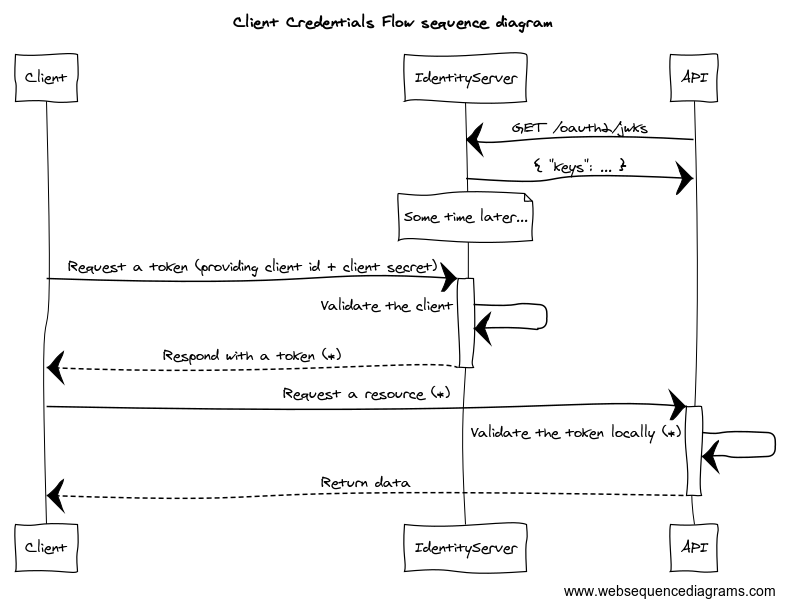 Client Credentials Flow sequence diagram
Client
IdentityServer
API
GET /oauth2/jwks
{ "keys": ... }
Some time later...
Request a token (providing client id + client secret)
Validate the client
Respond with a token (*)
Request a resource (*)
Validate the token locally (*)
Return data
Client
IdentityServer
API
www.websequencediagrams.com